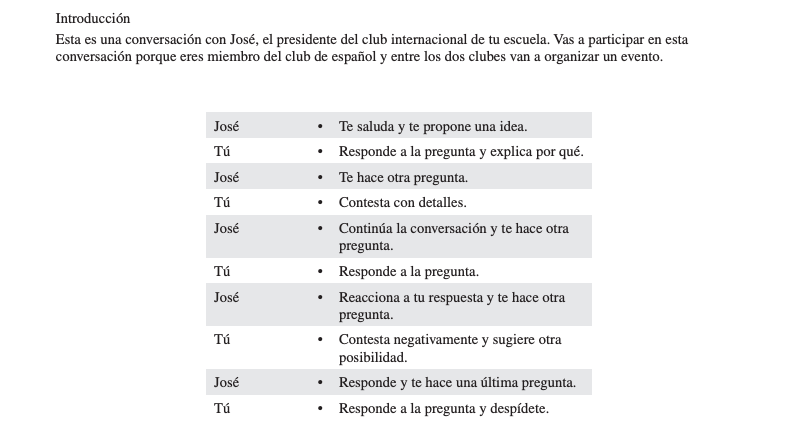 Introducción
Esta es una conversación con José, el presidente del club internacional de tu escuela. Vas a participar en esta
conversación porque eres miembro del club de español y entre los dos clubes van a organizar un evento.
José • Te saluda y te propone una idea.
Tú • Responde a la pregunta y explica por qué.
José • Te hace otra pregunta.
Tú • Contesta con detalles.
José • Continúa la conversación y te hace otra
pregunta.
Tú • Responde a la pregunta.
José • Reacciona a tu respuesta y te hace otra
pregunta.
Tú • Contesta negativamente y sugiere otra
posibilidad.
José • Responde y te hace una última pregunta.
Tú • Responde a la pregunta y despídete.